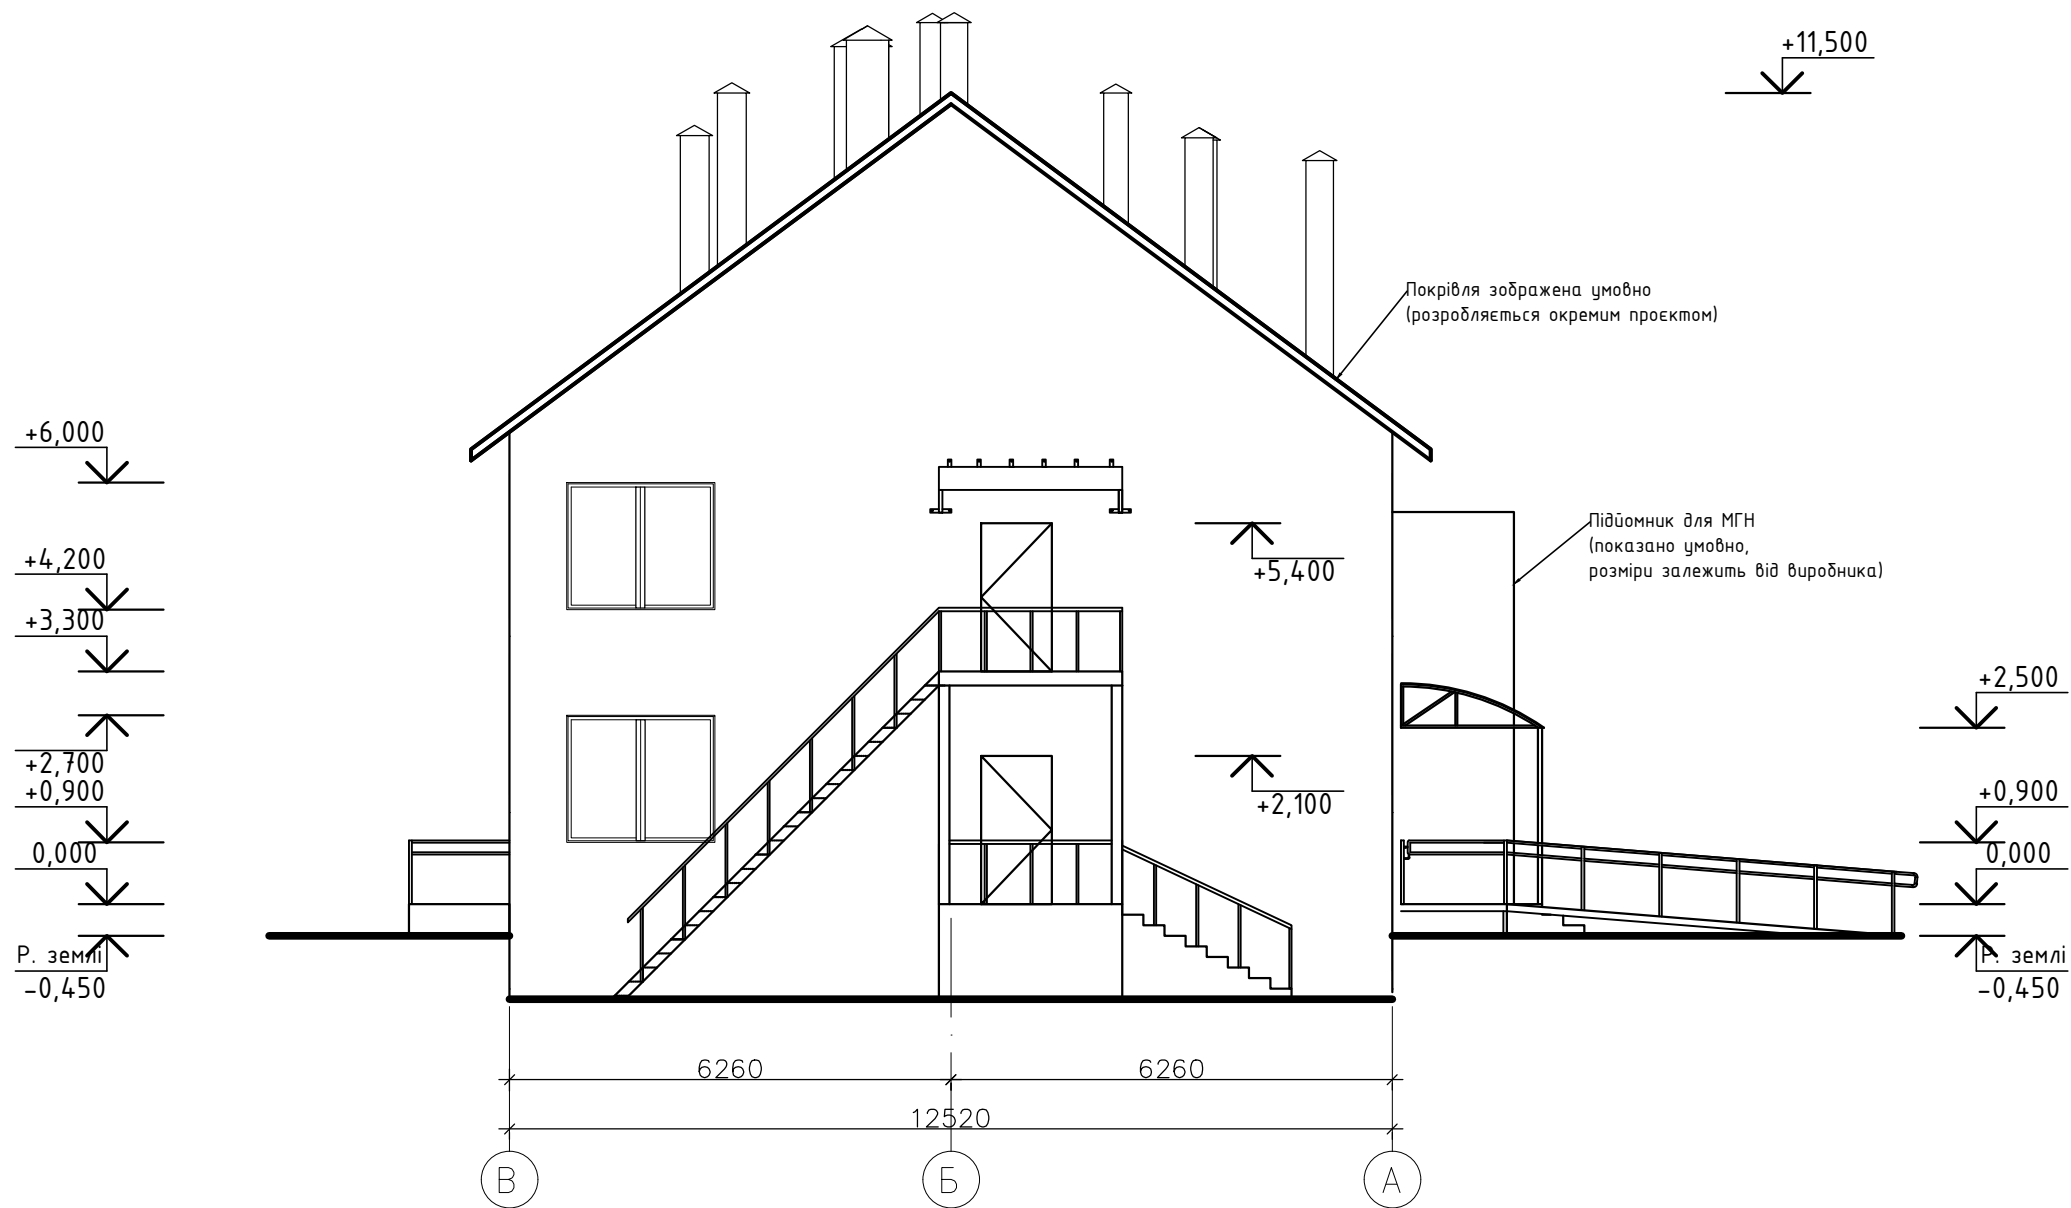 +11,500
Покрівля зображена умовно
(розробляється окремим проєктом)
+6,000
+4,200
+3,300
+2,700
+0,900
0,000
Р. землі
-0,450
+5,400
+2,100
Підйомник для МГН
(показано умовно,
розміри залежить від виробника)
+2,500
+0,900
0,000
Р. землі
-0,450
6260
6260
12520
В
Б
А